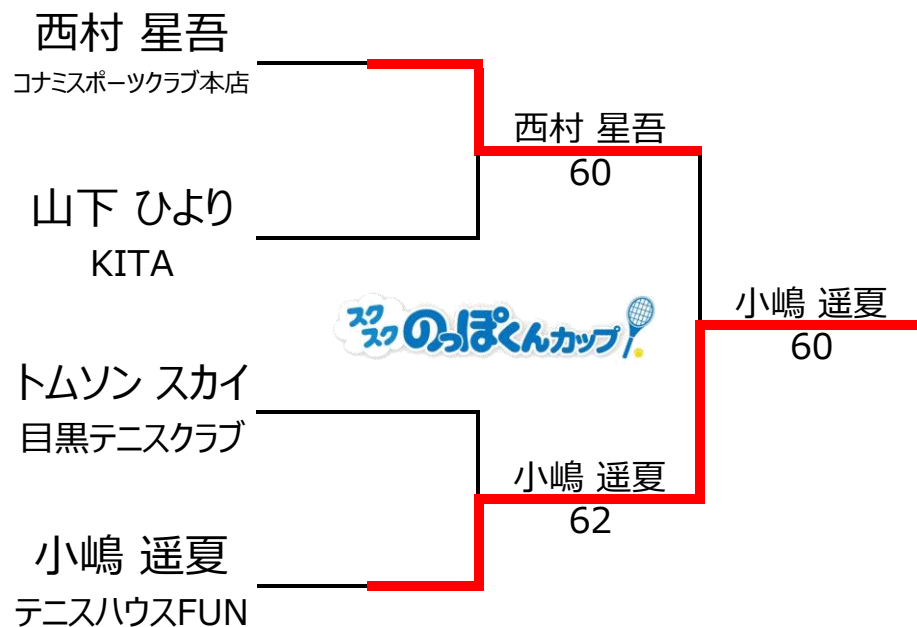 西村 星吾
コナミスポーツクラブ本店
西村 星吾
60
山下 ひより
KITA
スク
スク のっぽくんカップ
小嶋 遥夏
60
トムソン スカイ
目黒テニスクラブ
小嶋 遥夏
62
小嶋 遥夏
テニスハウスFUN